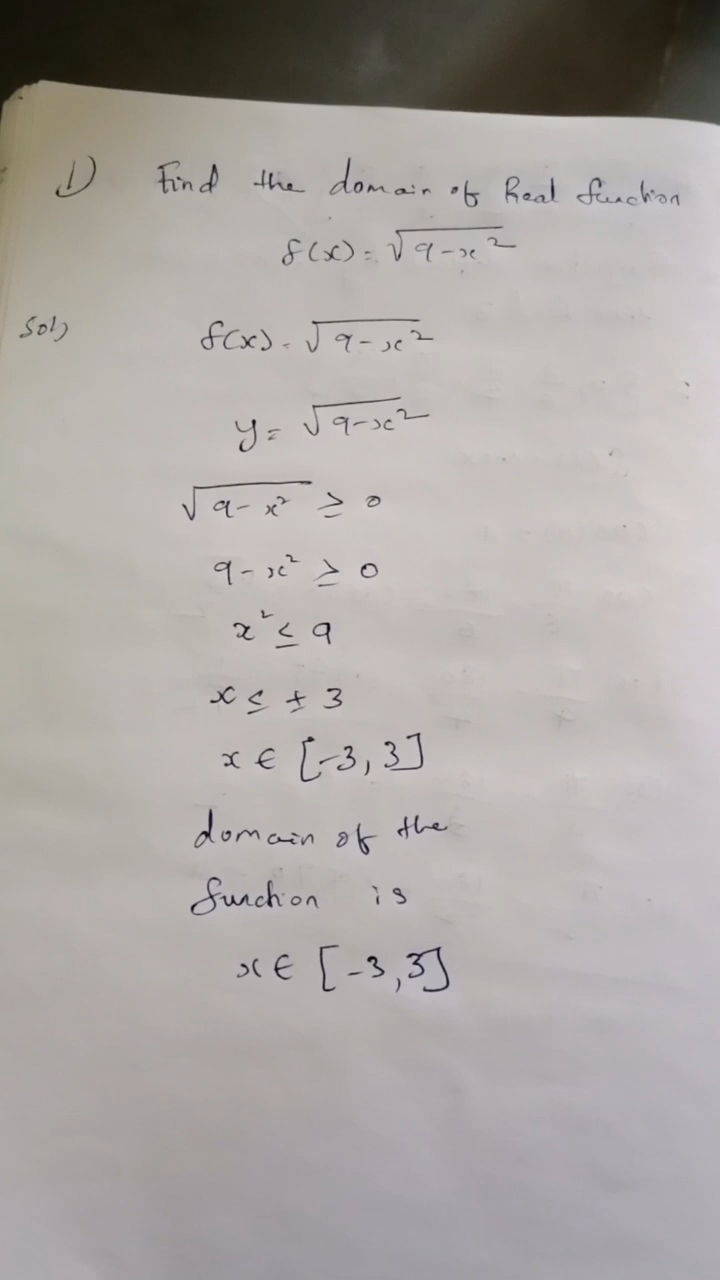 1) Find the domain of Real function
f(x) = √9-x²
Sol) f(x) = √9-x²
y = √9-x²
√9-x² ≥ 0
9-x² ≥ 0
x² ≤ 9
x ≤ ± 3
x ∈ [-3, 3]
domain of the
function is
x ∈ [-3, 3]